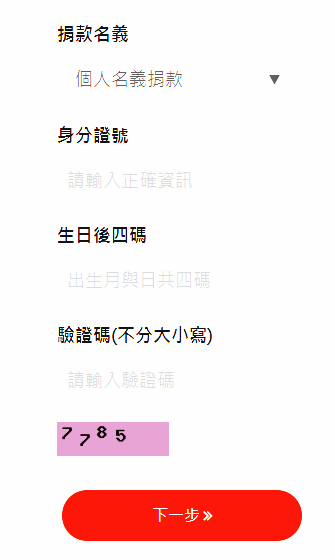 捐款名義
個人名義捐款
身分證號
請輸入正確資訊
生日後四碼
出生月與日共四碼
驗證碼(不分大小寫)
請輸入驗證碼
7785
下一步 »